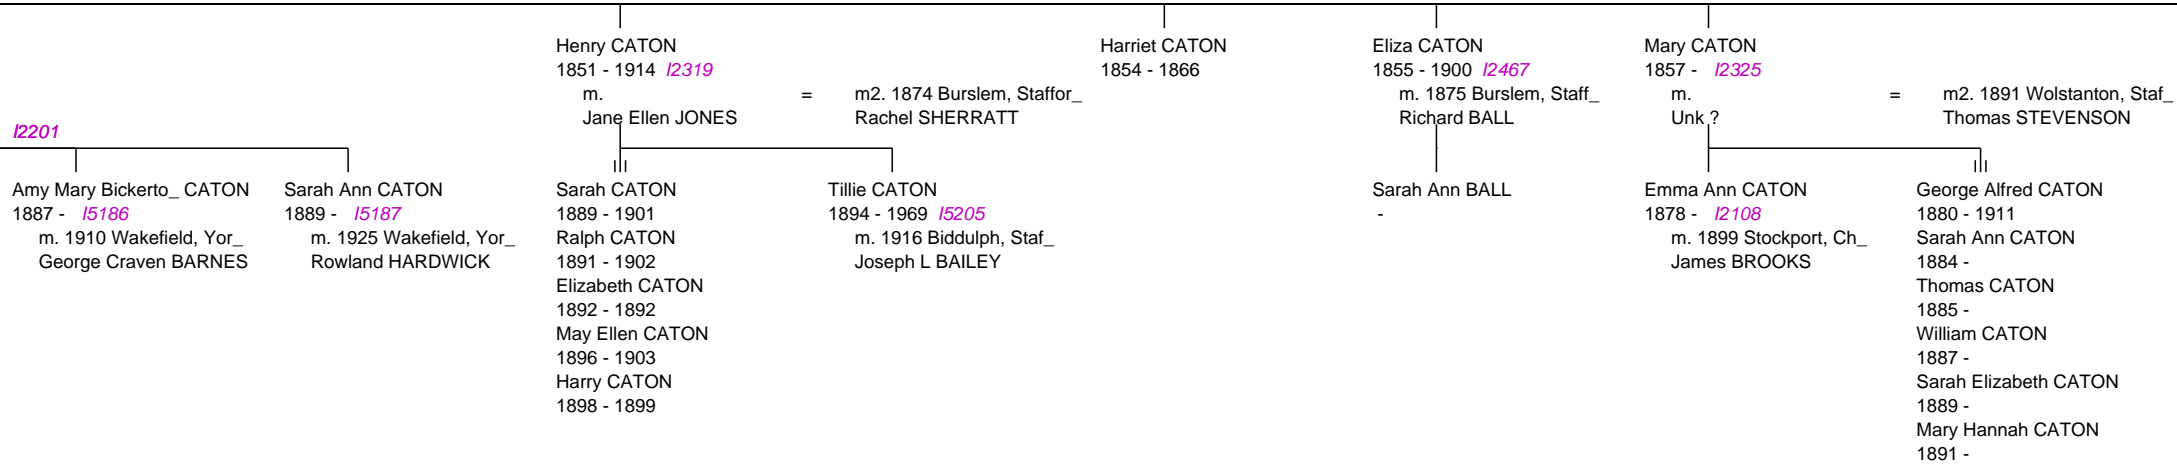 Henry CATON
1851 - 1914 I2319
m.
Jane Ellen JONES
=
m2. 1874 Burslem, Staffor_
Rachel SHERRATT
Harriet CATON
1854 - 1866
Eliza CATON
1855 - 1900 I2467
m. 1875 Burslem, Staff_
Richard BALL
Mary CATON
1857 - I2325
m.
Unk ?
=
m2. 1891 Wolstanton, Staf_
Thomas STEVENSON
I2201
Amy Mary Bickerto_ CATON
1887 - I5186
m. 1910 Wakefield, Yor_
George Craven BARNES
Sarah Ann CATON
1889 - I5187
m. 1925 Wakefield, Yor_
Rowland HARDWICK
Sarah CATON
1889 - 1901
Ralph CATON
1891 - 1902
Elizabeth CATON
1892 - 1892
May Ellen CATON
1896 - 1903
Harry CATON
1898 - 1899
Tillie CATON
1894 - 1969 I5205
m. 1916 Biddulph, Staf_
Joseph L BAILEY
Sarah Ann BALL
-
Emma Ann CATON
1878 - I2108
m. 1899 Stockport, Ch_
James BROOKS
George Alfred CATON
1880 - 1911
Sarah Ann CATON
1884 -
Thomas CATON
1885 -
William CATON
1887 -
Sarah Elizabeth CATON
1889 -
Mary Hannah CATON
1891 -